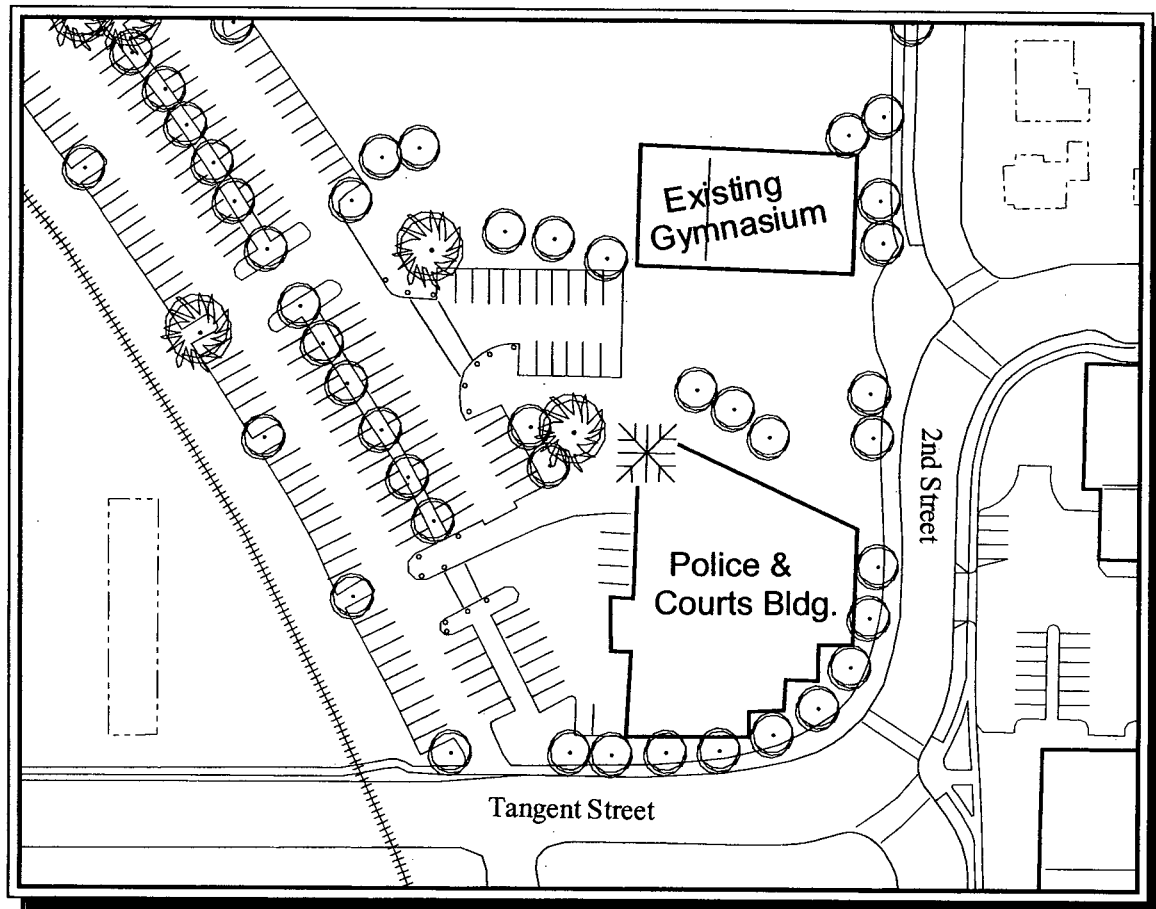 Existing
Gymnasium
2nd Street
Police &
Courts Bldg.
Tangent Street